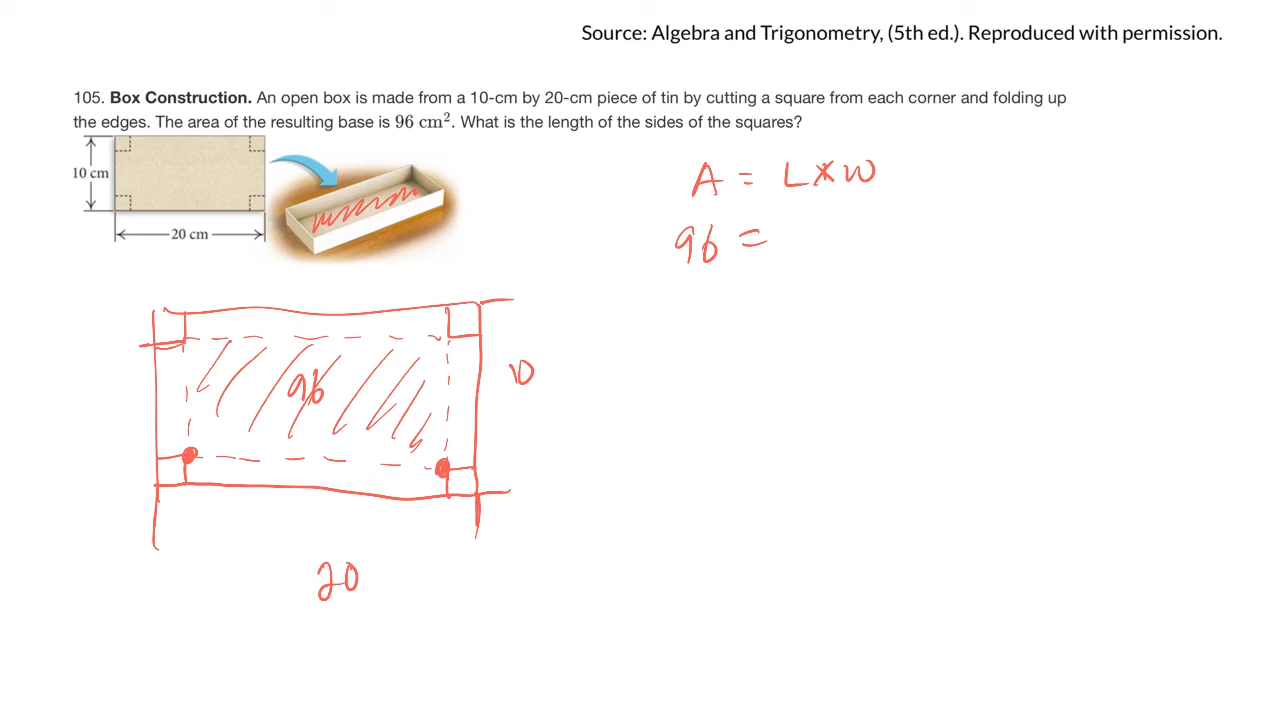 Source: Algebra and Trigonometry, (5th ed.). Reproduced with permission.
105. Box Construction. An open box is made from a 10-cm by 20-cm piece of tin by cutting a square from each corner and folding up
the edges. The area of the resulting base is 96 cm². What is the length of the sides of the squares?
10 cm
20 cm
A = L × W
96 =
96
10
20